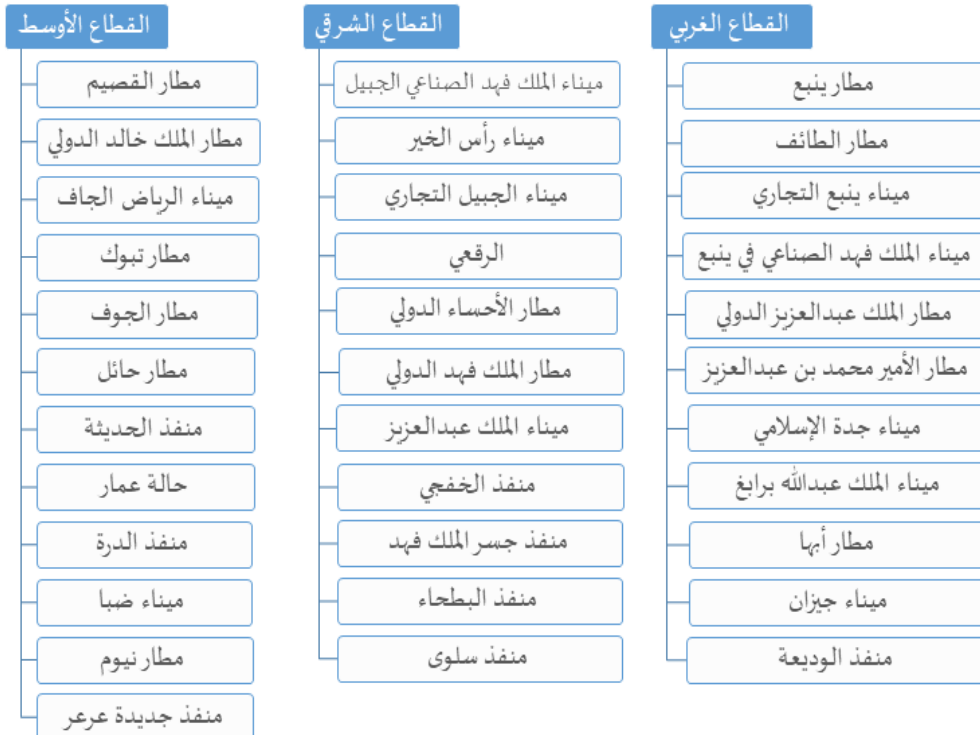 القطاع الغربي
مطار ينبع
مطار الطائف
ميناء ينبع التجاري
ميناء الملك فهد الصناعي في ينبع
مطار الملك عبدالعزيز الدولي
مطار الأمير محمد بن عبدالعزيز
ميناء جدة الإسلامي
ميناء الملك عبدالله برابغ
مطار أبها
ميناء جيزان
منفذ الوديعة
القطاع الشرقي
ميناء الملك فهد الصناعي الجبيل
ميناء رأس الخير
ميناء الجبيل التجاري
الرقعي
مطار الأحساء الدولي
مطار الملك فهد الدولي
ميناء الملك عبدالعزيز
منفذ الخفجي
منفذ جسر الملك فهد
منفذ البطحاء
منفذ سلوى
القطاع الأوسط
مطار القصيم
مطار الملك خالد الدولي
ميناء الرياض الجاف
مطار تبوك
مطار الجوف
مطار حائل
منفذ الحديثة
حالة عمار
منفذ الدرة
ميناء ضبا
مطار نيوم
منفذ جديدة عرعر